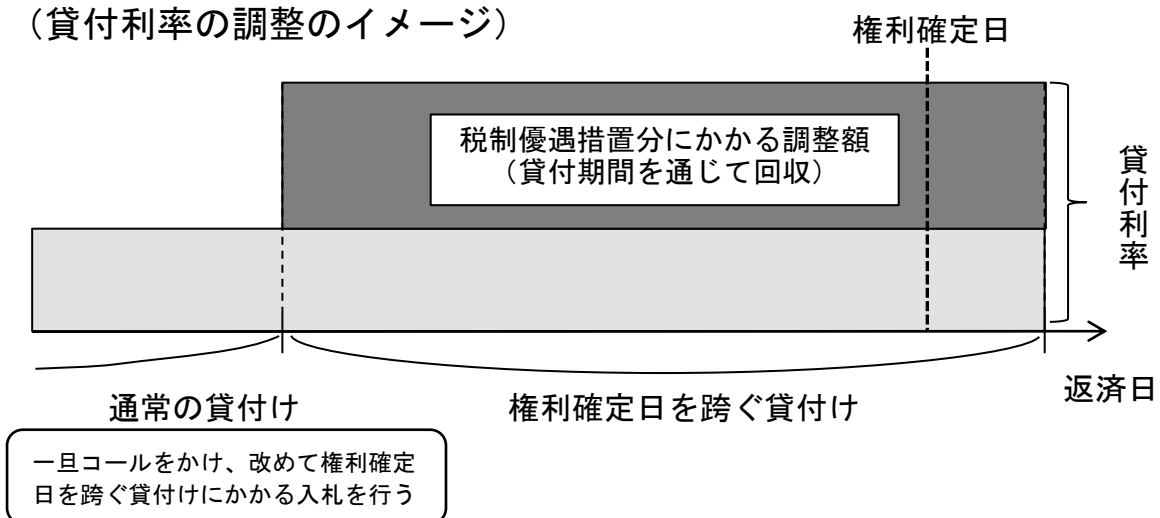 （貸付利率の調整のイメージ）
権利確定日
税制優遇措置分にかかる調整額
（貸付期間を通じて回収）
貸付利率
返済日
通常の貸付け
権利確定日を跨ぐ貸付け
一旦コールをかけ、改めて権利確定
日を跨ぐ貸付けにかかる入札を行う